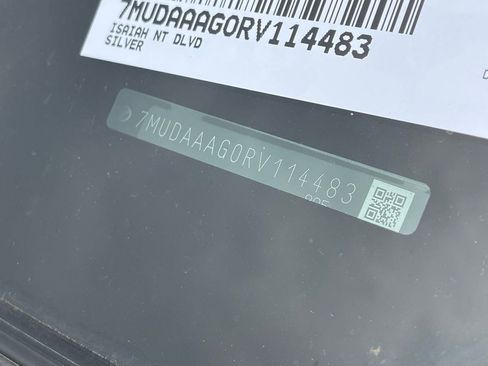 7MUDAAAG0RV114483
ISAIAH NT DLVD
SILVER
D
7MUDAAAG0RV114483